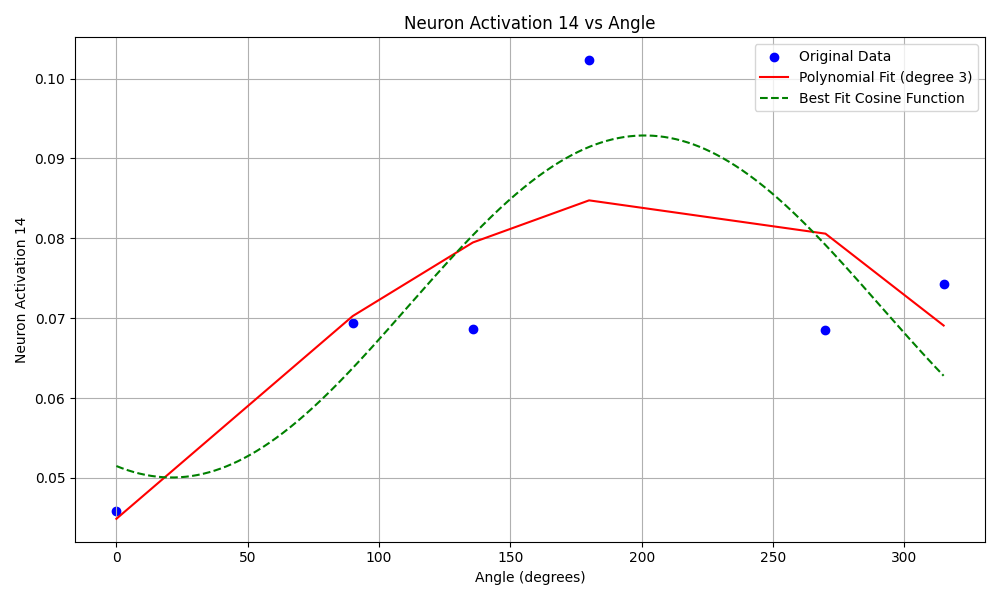 Neuron Activation 14 vs Angle
Original Data
Polynomial Fit (degree 3)
Best Fit Cosine Function
0.10
0.09
0.08
0.07
0.06
0.05
Neuron Activation 14
0
50
100
150
200
250
300
Angle (degrees)